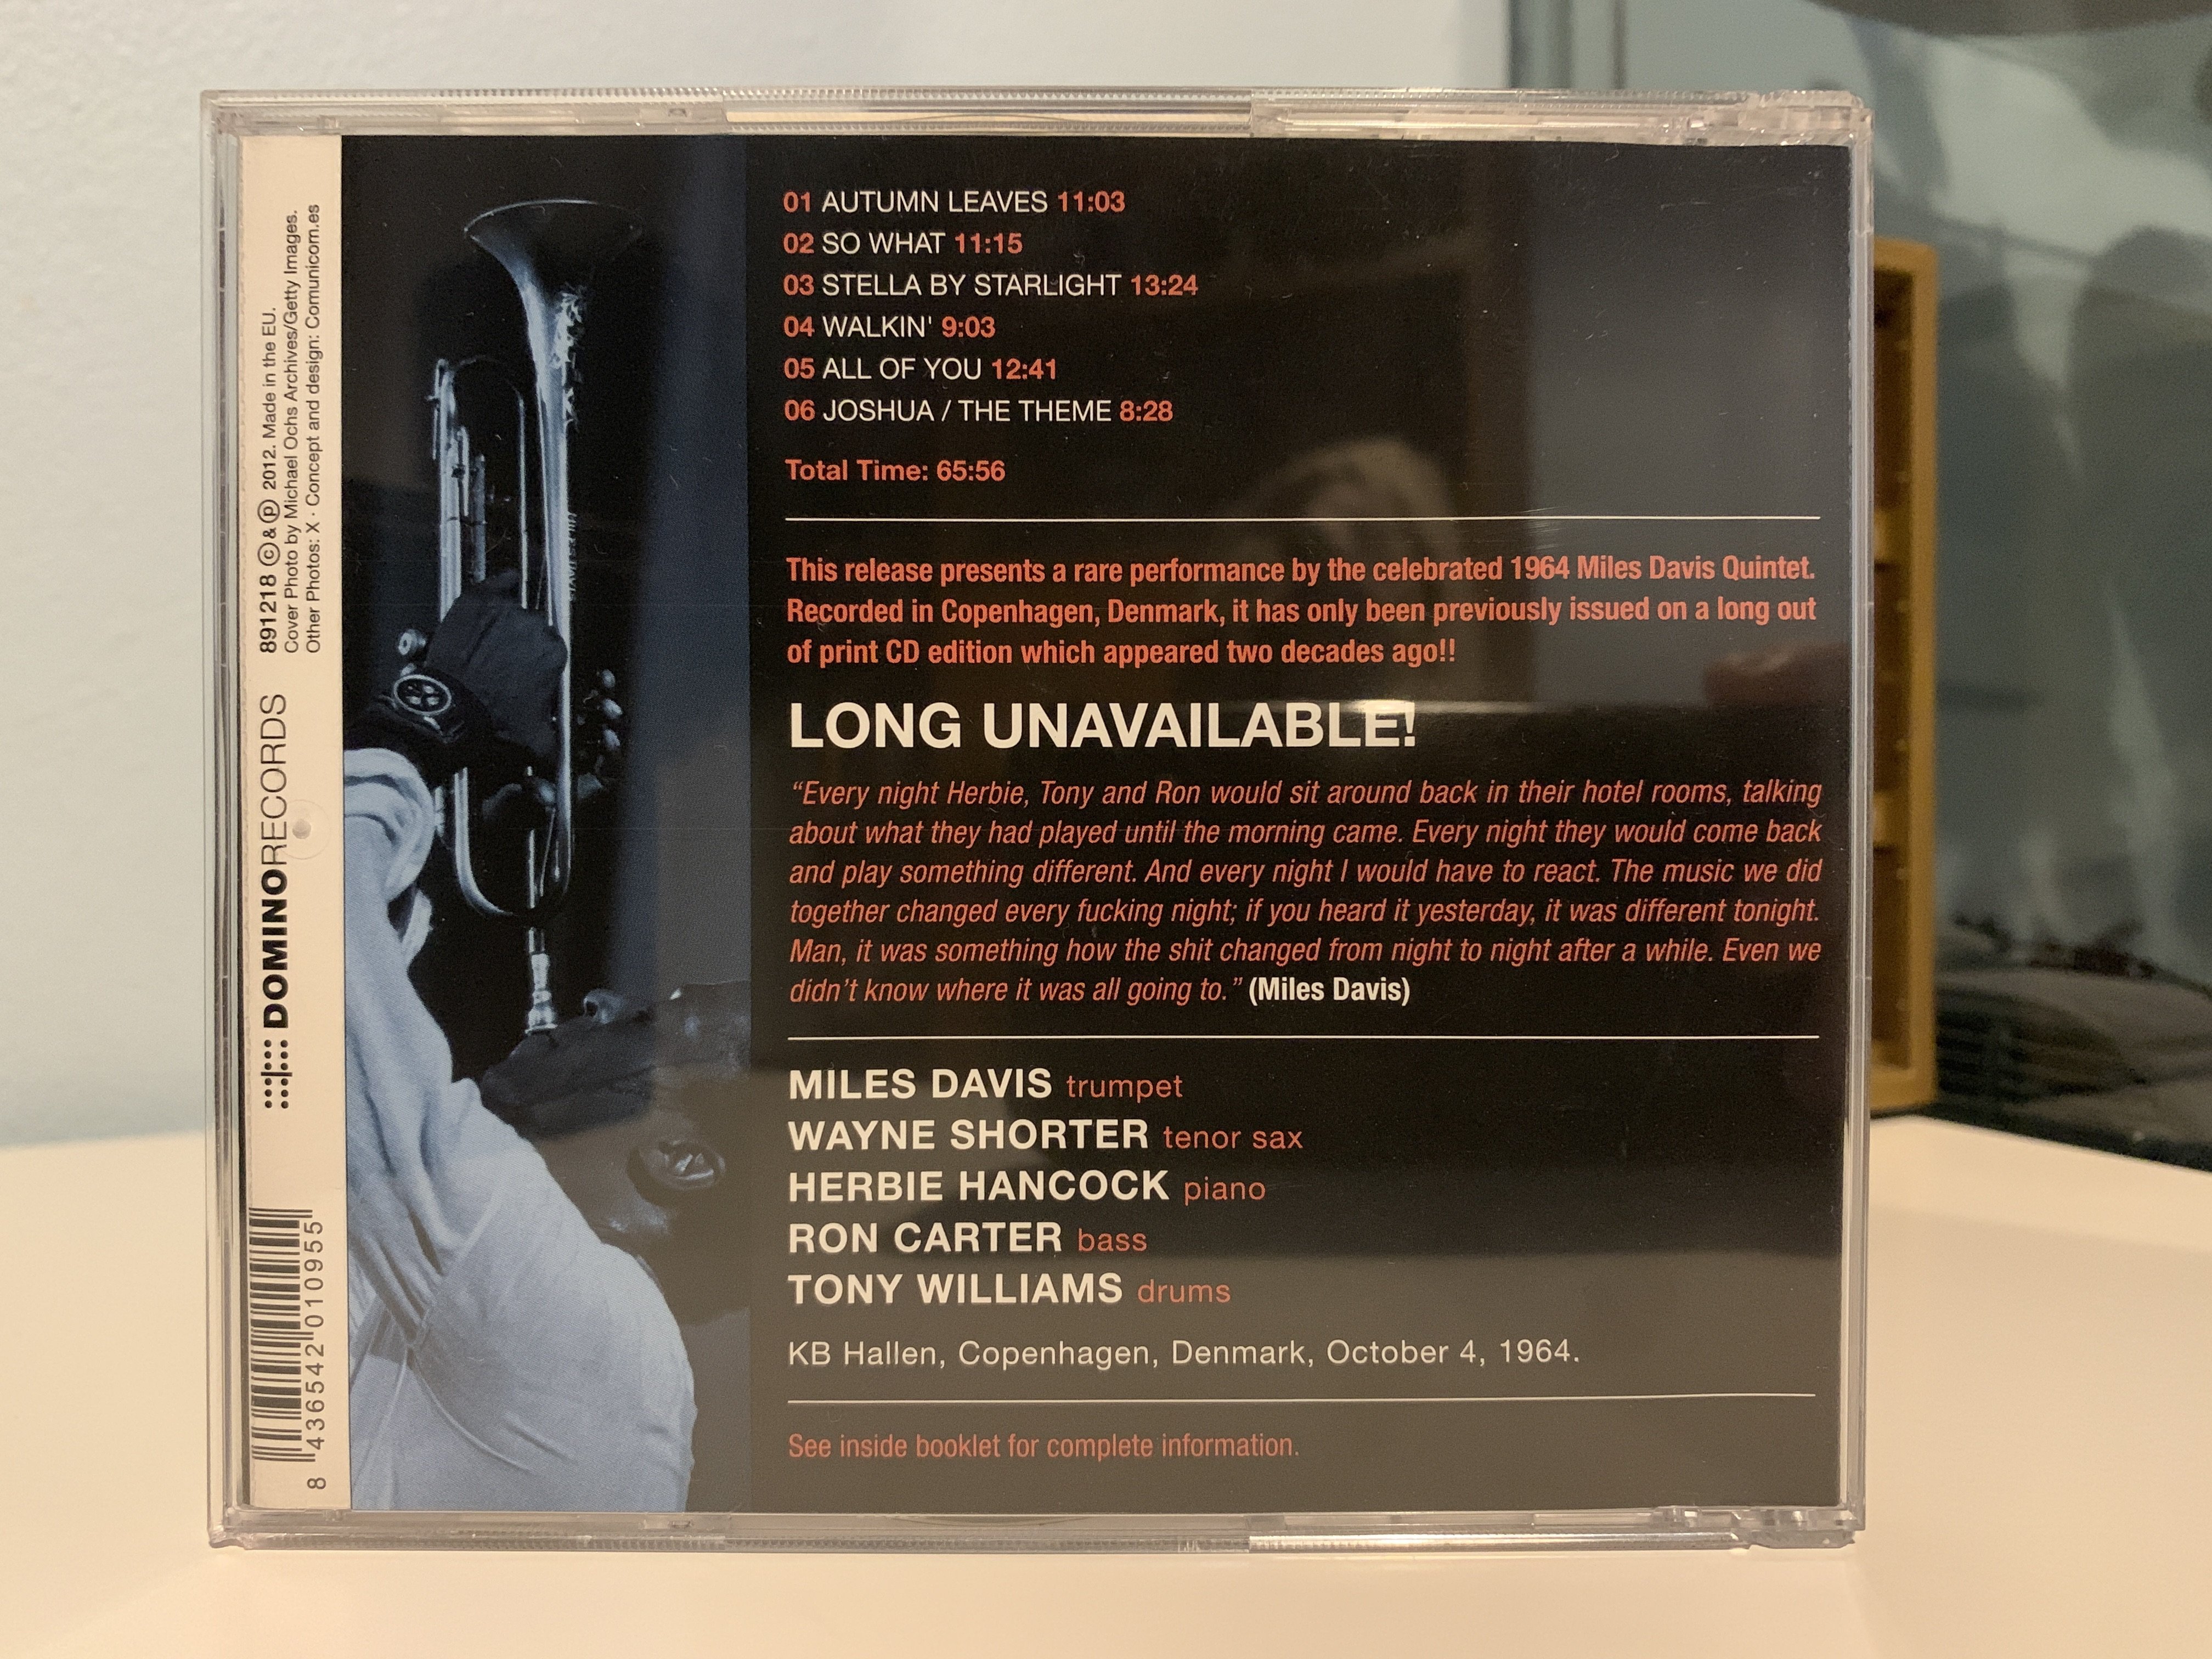 01 AUTUMN LEAVES 11:03
02 SO WHAT 11:15
03 STELLA BY STARLIGHT 13:24
04 WALKIN' 9:03
05 ALL OF YOU 12:41
06 JOSHUA / THE THEME 8:28
Total Time: 65:56
This release presents a rare performance by the celebrated 1964 Miles Davis Quintet.
Recorded in Copenhagen, Denmark, it has only been previously issued on a long out
of print CD edition which appeared two decades ago!!
LONG UNAVAILABLE!
“Every night Herbie, Tony and Ron would sit around back in their hotel rooms, talking
about what they had played until the morning came. Every night they would come back
and play something different. And every night I would have to react. The music we did
together changed every fucking night; if you heard it yesterday, it was different tonight.
Man, it was something how the shit changed from night to night after a while. Even we
didn’t know where it was all going to.” (Miles Davis)
MILES DAVIS trumpet
WAYNE SHORTER tenor sax
HERBIE HANCOCK piano
RON CARTER bass
TONY WILLIAMS drums
KB Hallen, Copenhagen, Denmark, October 4, 1964.
See inside booklet for complete information.
DOMINORECORDS
891218 ©&℗ 2012. Made in the EU.
Cover Photo by Michael Ochs Archives/Getty Images.
Other Photos: X · Concept and design: Comunicom.es
8 436542 010955